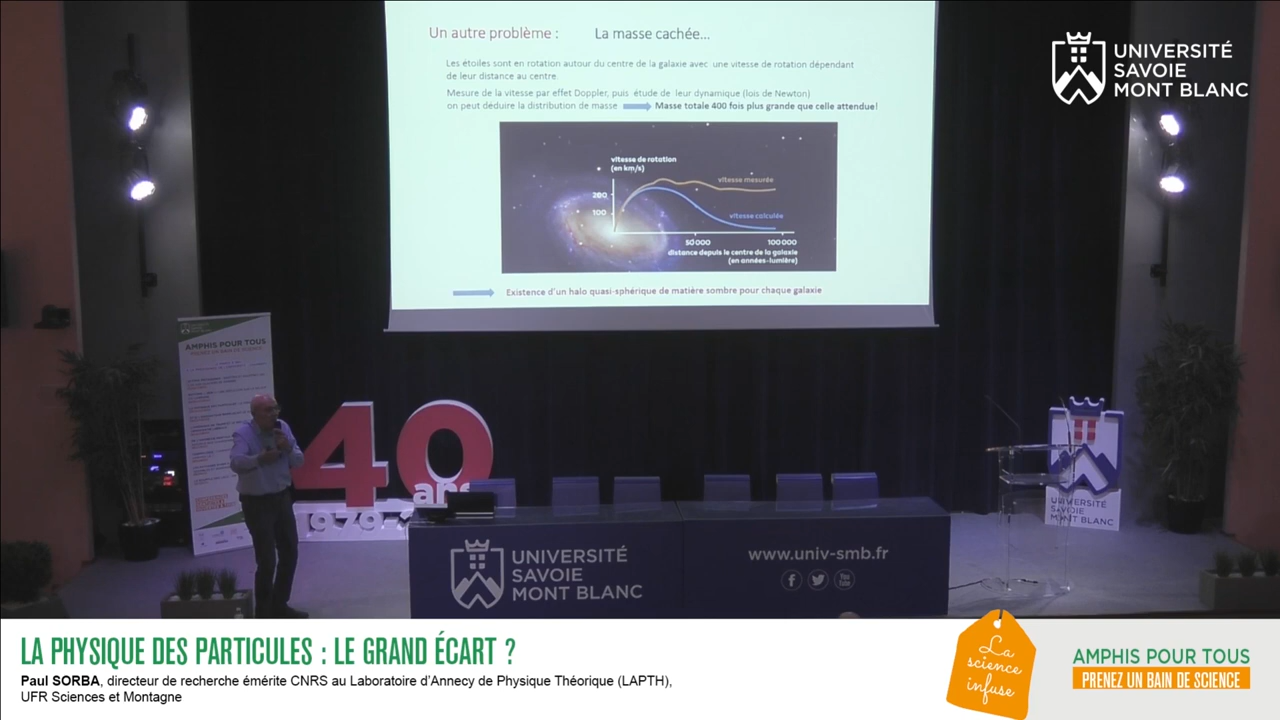 Un autre problème : La masse cachée...
Les étoiles sont en rotation autour du centre de la galaxie avec une vitesse de rotation dépendant
de leur distance au centre.
Mesure de la vitesse par effet Doppler, puis étude de leur dynamique (lois de Newton)
on peut déduire la distribution de masse Masse totale 400 fois plus grande que celle attendue!
vitesse de rotation
(en km/s)
vitesse mesurée
200
100
vitesse calculée
50 000 100 000
distance depuis le centre de la galaxie
(en années-lumière)
Existence d'un halo quasi-sphérique de matière sombre pour chaque galaxie
UNIVERSITÉ
SAVOIE
MONT BLANC
AMPHIS POUR TOUS
PRENEZ UN BAIN DE SCIENCE
40
ans
1979
UNIVERSITÉ
SAVOIE
MONT BLANC
www.univ-smb.fr
You
Tube
UNIVERSITÉ
SAVOIE
MONT BLANC
LA PHYSIQUE DES PARTICULES : LE GRAND ÉCART ?
Paul SORBA, directeur de recherche émérite CNRS au Laboratoire d'Annecy de Physique Théorique (LAPTH),
UFR Sciences et Montagne
La
science
infuse
AMPHIS POUR TOUS
PRENEZ UN BAIN DE SCIENCE